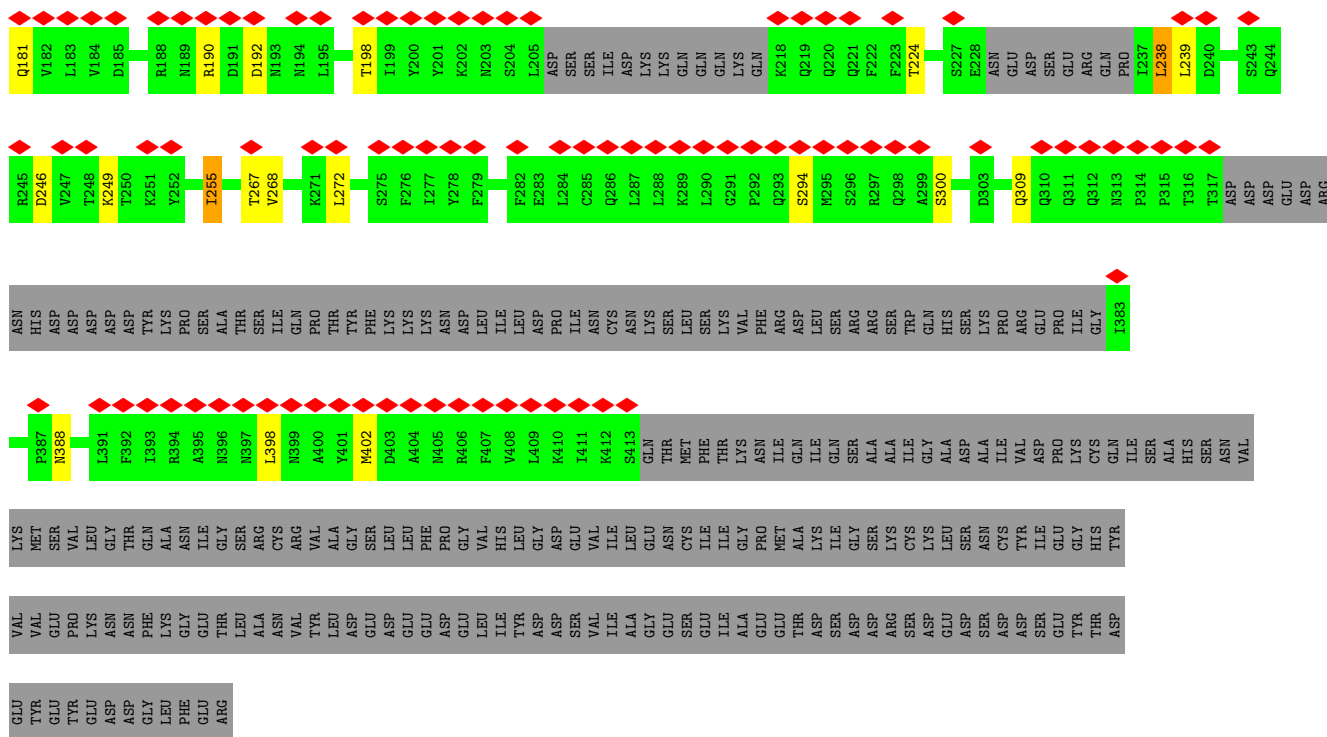 Q181 V182 L183 V184 D185 R188 N189 R190 D191 D192 N193 N194 L195 T198 I199 Y200 Y201 K202 N203 S204 L205 ASP SER SER ILE ASP LYS LYS GLN GLN GLN LYS GLN K218 Q219 Q220 Q221 F222 F223 T224 S227 E228 ASN GLU ASP SER GLU ARG GLN PRO I237 L238 L239 D240 S243 Q244
R245 D246 V247 T248 K249 T250 K251 Y252 I255 T267 V268 K271 L272 S275 F276 I277 Y278 F279 F282 E283 L284 C285 Q286 L287 L288 K289 L290 G291 P292 Q293 S294 M295 S296 R297 Q298 A299 S300 D303 Q309 Q310 Q311 Q312 N313 P314 P315 T316 T317 ASP ASP ASP GLU ASP ARG
ASN HIS ASP ASP ASP ASP ASP TYR LYS PRO SER ALA THR SER ILE GLN PRO THR TYR PHE LYS LYS LYS ASN ASP LEU ILE LEU ASP PRO ILE ASN CYS ASN LYS SER LEU SER LYS VAL PHE ARG ASP LEU SER ARG ARG SER TRP GLN HIS SER LYS PRO ARG GLU PRO ILE GLY I383
P387 N388 L391 F392 I393 R394 A395 N396 N397 L398 N399 A400 Y401 M402 D403 A404 N405 R406 F407 V408 L409 K410 I411 K412 S413 GLN THR MET PHE THR LYS ASN ILE GLN ILE GLN SER ALA ALA ILE GLY ALA ASP ALA ILE VAL ASP PRO LYS CYS GLN ILE SER ALA HIS SER ASN VAL
LYS MET SER VAL LEU GLY THR GLN ALA ASN ILE GLY SER ARG CYS ARG VAL ALA GLY SER LEU LEU PHE PRO GLY VAL HIS LEU GLY ASP GLU VAL ILE LEU GLU ASN CYS ILE ILE GLY PRO MET ALA LYS ILE GLY SER LYS CYS LYS LEU SER ASN CYS TYR ILE GLU GLY HIS TYR
VAL VAL GLU PRO LYS ASN ASN PHE LYS GLY GLU THR LEU ALA ASN VAL TYR LEU ASP GLU ASP GLU GLU ASP GLU LEU ILE TYR ASP ASP SER VAL ILE ALA GLY GLU SER GLU ILE ALA GLU GLU THR ASP SER ASP ASP ARG SER ASP GLU ASP SER ASP ASP SER GLU TYR THR ASP
GLU TYR GLU TYR GLU ASP ASP GLY LEU PHE GLU ARG